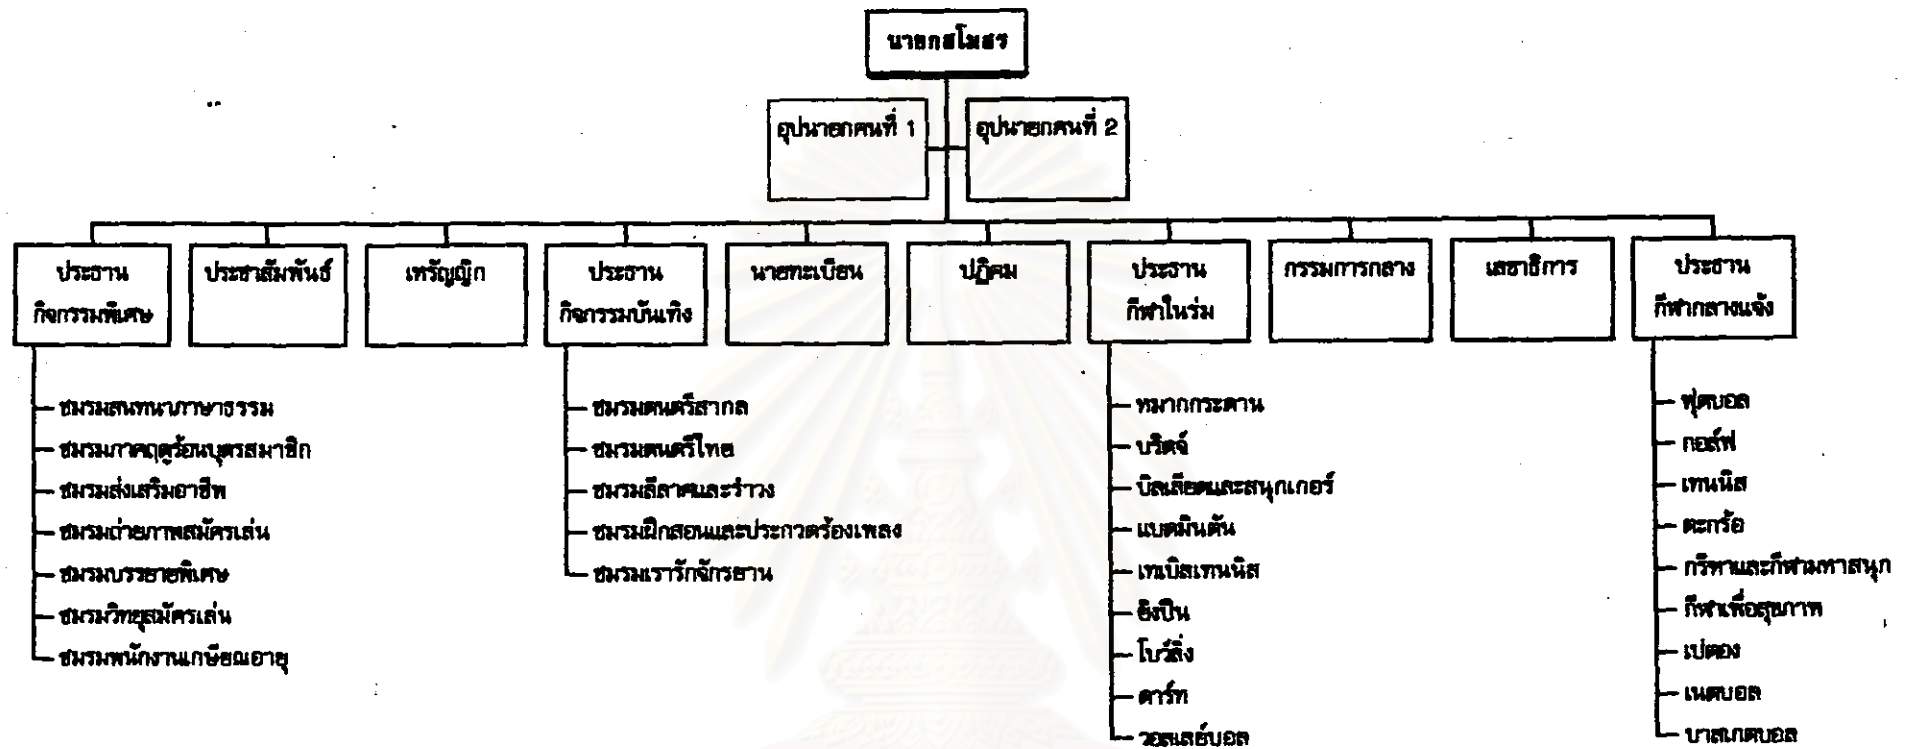 นายกสโมสร
อุปนายกคนที่ 1
อุปนายกคนที่ 2
ประธาน
กิจกรรมพิเศษ
ประชาสัมพันธ์
เหรัญญิก
ประธาน
กิจกรรมบันเทิง
นายทะเบียน
ปฏิคม
ประธาน
กีฬาในร่ม
กรรมการกลาง
เลขาธิการ
ประธาน
กีฬากลางแจ้ง
ชมรมสนทนาภาษาธรรม
ชมรมภาคฤดูร้อนบุตรสมาชิก
ชมรมส่งเสริมอาชีพ
ชมรมถ่ายภาพสมัครเล่น
ชมรมบรรยายพิเศษ
ชมรมวิทยุสมัครเล่น
ชมรมพนักงานเกษียณอายุ
ชมรมดนตรีสากล
ชมรมดนตรีไทย
ชมรมลีลาศและรำวง
ชมรมฝึกสอนและประกวดร้องเพลง
ชมรมเรารักจักรยาน
หมากกระดาน
บริดจ์
บิลเลียดและสนุกเกอร์
แบดมินตัน
เทเบิลเทนนิส
ยิงปืน
โบว์ลิ่ง
ดาร์ท
วอลเลย์บอล
ฟุตบอล
กอล์ฟ
เทนนิส
ตะกร้อ
กรีฑาและกีฬามหาสนุก
กีฬาเพื่อสุขภาพ
เปตอง
เนตบอล
บาสเกตบอล